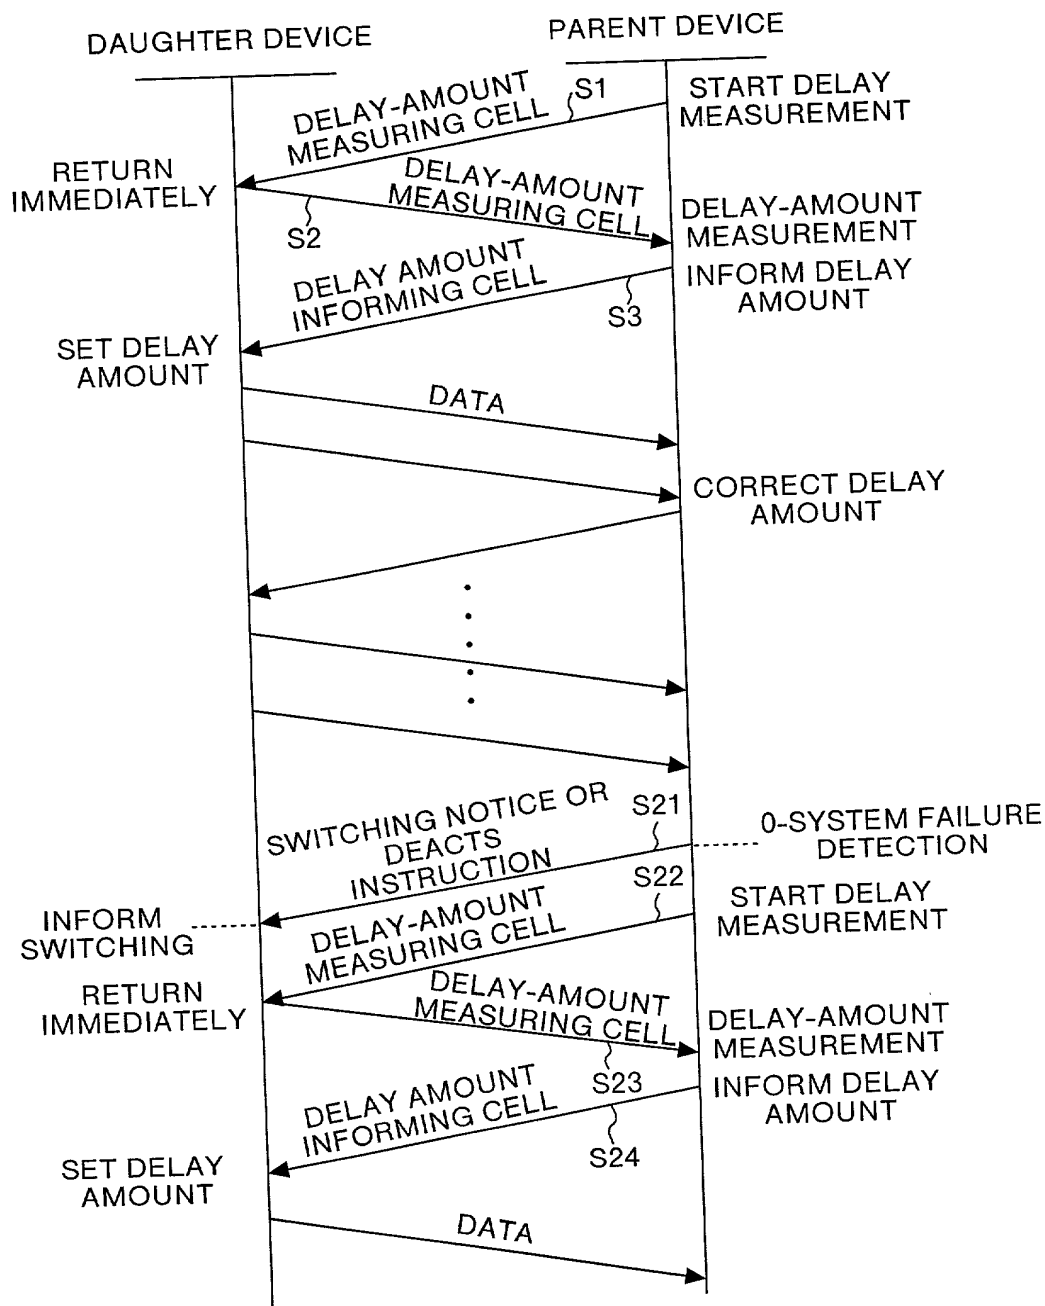 DAUGHTER DEVICE
PARENT DEVICE
DELAY-AMOUNT
MEASURING CELL
S1
START DELAY
MEASUREMENT
RETURN
IMMEDIATELY
DELAY-AMOUNT
MEASURING CELL
S2
DELAY-AMOUNT
MEASUREMENT
DELAY AMOUNT
INFORMING CELL
S3
INFORM DELAY
AMOUNT
SET DELAY
AMOUNT
DATA
CORRECT DELAY
AMOUNT
SWITCHING NOTICE OR
DEACTS
INSTRUCTION
S21
0-SYSTEM FAILURE
DETECTION
INFORM
SWITCHING
S22
START DELAY
MEASUREMENT
DELAY-AMOUNT
MEASURING CELL
RETURN
IMMEDIATELY
DELAY-AMOUNT
MEASURING CELL
S23
DELAY-AMOUNT
MEASUREMENT
DELAY AMOUNT
INFORMING CELL
S24
INFORM DELAY
AMOUNT
SET DELAY
AMOUNT
DATA